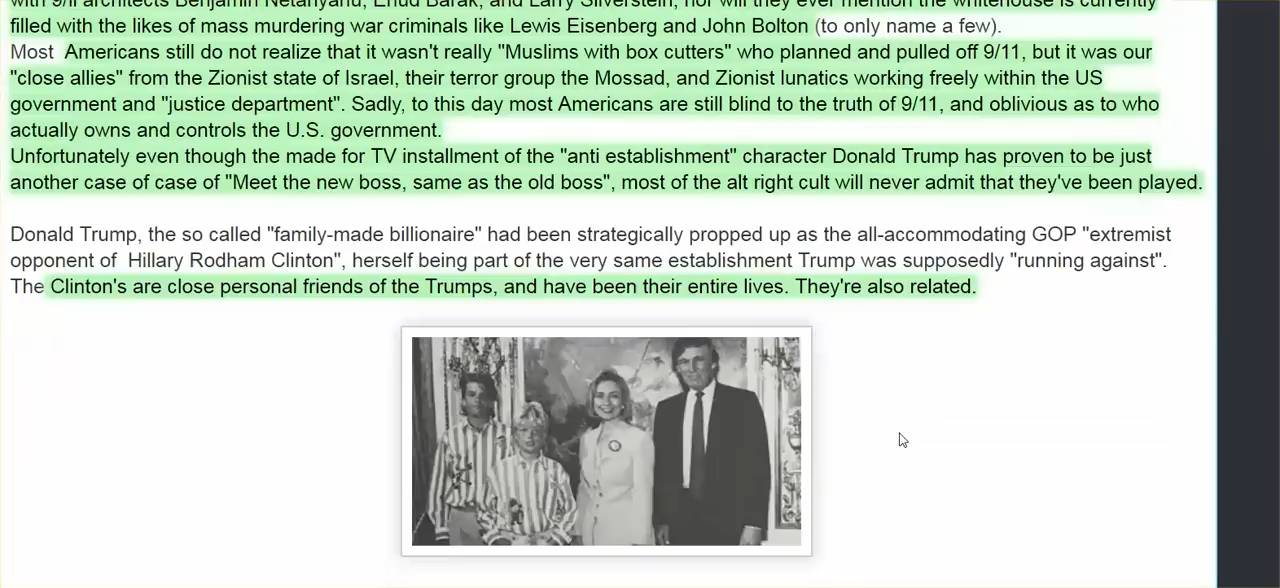 with 9/11 architects Benjamin Netanyahu, Ehud Barak, and Larry Silverstein, nor will they ever mention the whitehouse is currently
filled with the likes of mass murdering war criminals like Lewis Eisenberg and John Bolton (to only name a few).
Most  Americans still do not realize that it wasn't really "Muslims with box cutters" who planned and pulled off 9/11, but it was our
"close allies" from the Zionist state of Israel, their terror group the Mossad, and Zionist lunatics working freely within the US
government and "justice department". Sadly, to this day most Americans are still blind to the truth of 9/11, and oblivious as to who
actually owns and controls the U.S. government.
Unfortunately even though the made for TV installment of the "anti establishment" character Donald Trump has proven to be just
another case of case of "Meet the new boss, same as the old boss", most of the alt right cult will never admit that they've been played.
Donald Trump, the so called "family-made billionaire" had been strategically propped up as the all-accommodating GOP "extremist
opponent of  Hillary Rodham Clinton", herself being part of the very same establishment Trump was supposedly "running against".
The Clinton's are close personal friends of the Trumps, and have been their entire lives. They're also related.